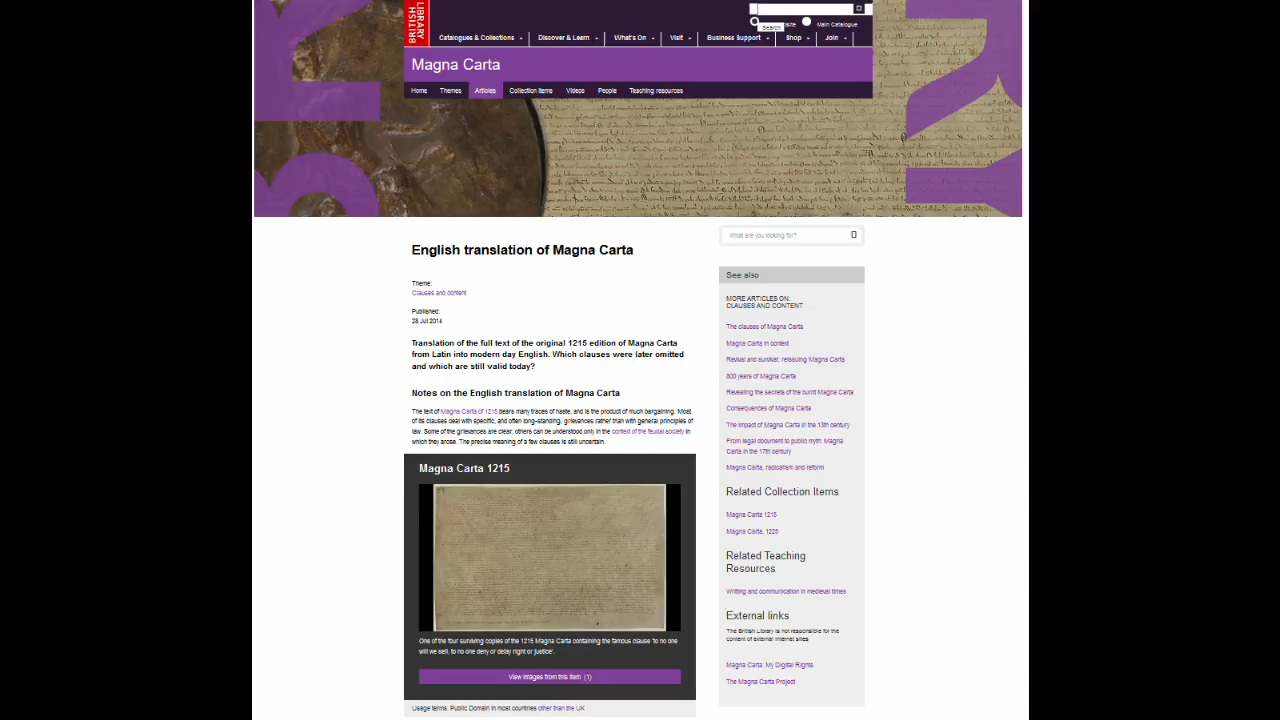 BRITISH
LIBRARY
Search
Main Catalogue
Catalogues & Collections
Discover & Learn
What's On
Visit
Business Support
Shop
Join
Magna Carta
Home
Themes
Articles
Collection items
Videos
People
Teaching resources
English translation of Magna Carta
Theme:
Clauses and content
Published:
28 Jul 2014
Translation of the full text of the original 1215 edition of Magna Carta
from Latin into modern day English. Which clauses were later omitted
and which are still valid today?
Notes on the English translation of Magna Carta
The text of Magna Carta of 1215 bears many traces of haste, and is the product of much bargaining. Most
of its clauses deal with specific, and often long-standing, grievances rather than with general principles of
law. Some of the grievances are clear; others can be understood only in the context of the feudal society in
which they arose. The precise meaning of a few clauses is still uncertain.
Magna Carta 1215
One of the four surviving copies of the 1215 Magna Carta containing the famous clause 'to no one
will we sell, to no one deny or delay right or justice'.
View images from this item (1)
Usage terms: Public Domain in most countries other than the UK
What are you looking for?
See also
MORE ARTICLES ON:
CLAUSES AND CONTENT
The clauses of Magna Carta
Magna Carta in context
Revival and survival: reissuing Magna Carta
800 years of Magna Carta
Revealing the secrets of the burnt Magna Carta
Consequences of Magna Carta
The impact of Magna Carta in the 13th century
From legal document to public myth: Magna
Carta in the 17th century
Magna Carta, radicalism and reform
Related Collection Items
Magna Carta 1215
Magna Carta, 1225
Related Teaching
Resources
Writing and communication in medieval times
External links
The British Library is not responsible for the
content of external internet sites
Magna Carta: My Digital Rights
The Magna Carta Project